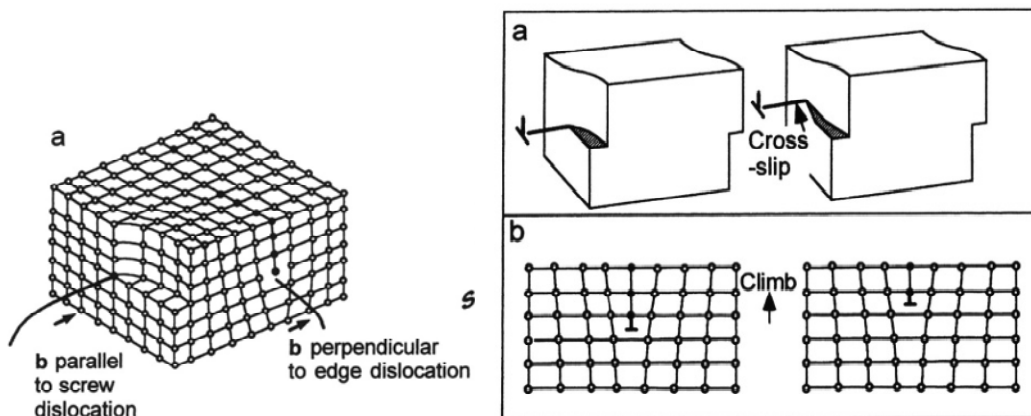 a
b parallel
to screw
dislocation
b perpendicular
to edge dislocation
s
a
Cross
-slip
b
Climb